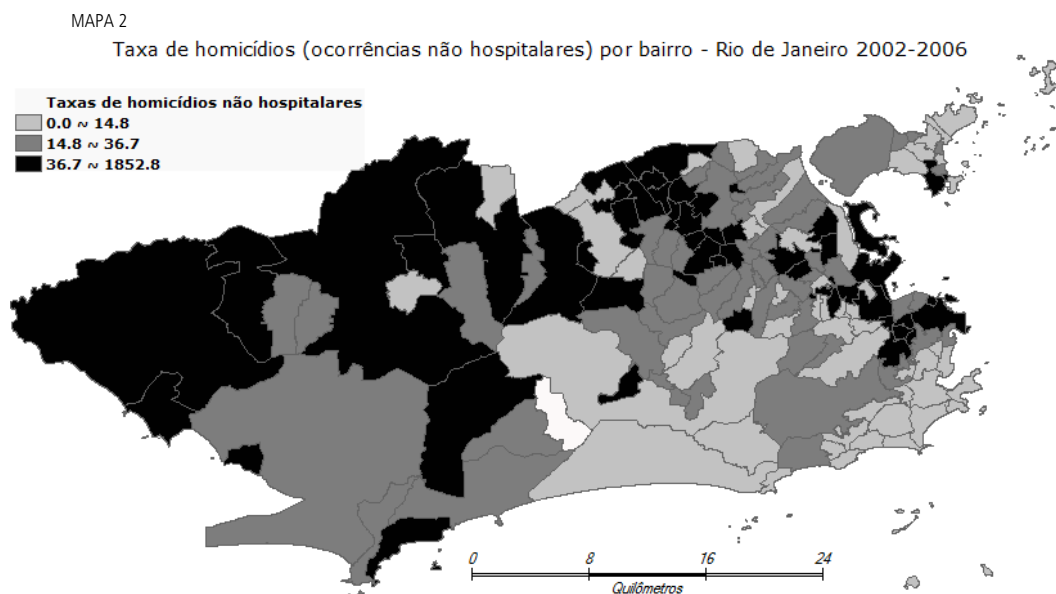 MAPA 2
Taxa de homicídios (ocorrências não hospitalares) por bairro - Rio de Janeiro 2002-2006
Taxas de homicídios não hospitalares
0.0 ~ 14.8
14.8 ~ 36.7
36.7 ~ 1852.8
0 8 16 24
Quilômetros